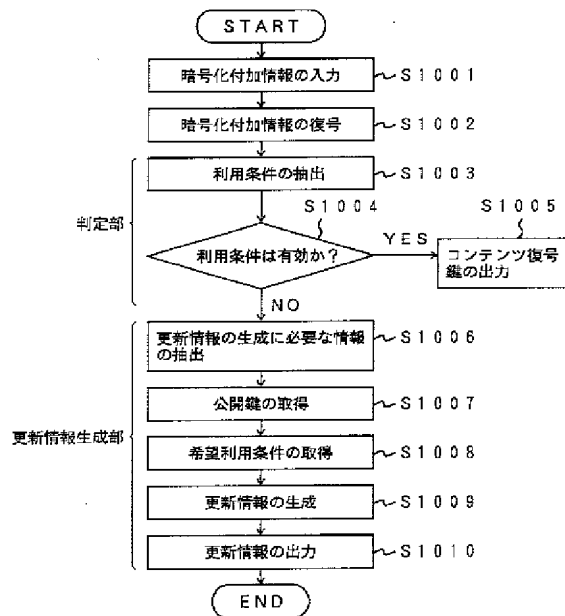 START
暗号化付加情報の入力
S1001
暗号化付加情報の復号
S1002
利用条件の抽出
S1003
判定部
S1004
利用条件は有効か？
YES
S1005
コンテンツ復号
鍵の出力
NO
更新情報の生成に必要な情報
の抽出
S1006
公開鍵の取得
S1007
更新情報生成部
希望利用条件の取得
S1008
更新情報の生成
S1009
更新情報の出力
S1010
END